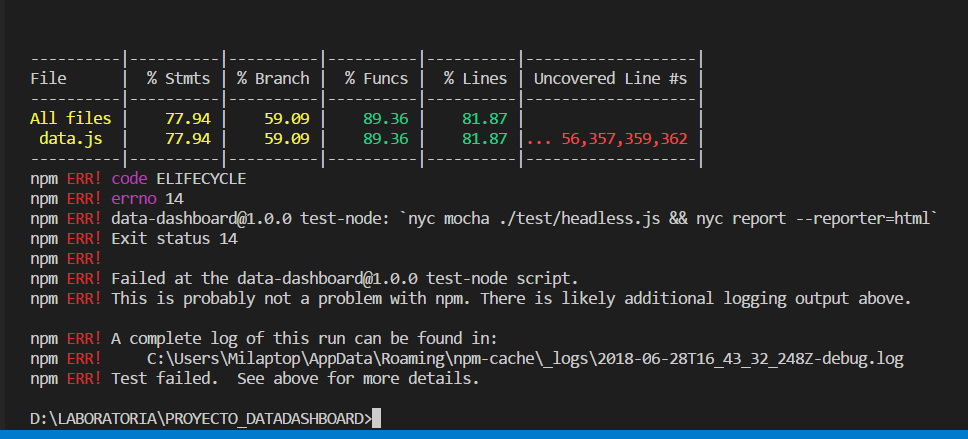 ----------|----------|----------|----------|----------|-------------------|
File      |  % Stmts | % Branch |  % Funcs |  % Lines | Uncovered Line #s |
----------|----------|----------|----------|----------|-------------------|
All files |    77.94 |    59.09 |    89.36 |    81.87 |                   |
 data.js  |    77.94 |    59.09 |    89.36 |    81.87 |... 56,357,359,362 |
----------|----------|----------|----------|----------|-------------------|
npm ERR! code ELIFECYCLE
npm ERR! errno 14
npm ERR! data-dashboard@1.0.0 test-node: `nyc mocha ./test/headless.js && nyc report --reporter=html`
npm ERR! Exit status 14
npm ERR!
npm ERR! Failed at the data-dashboard@1.0.0 test-node script.
npm ERR! This is probably not a problem with npm. There is likely additional logging output above.
npm ERR! A complete log of this run can be found in:
npm ERR!     C:\Users\Milaptop\AppData\Roaming\npm-cache\_logs\2018-06-28T16_43_32_248Z-debug.log
npm ERR! Test failed.  See above for more details.
D:\LABORATORIA\PROYECTO_DATADASHBOARD>